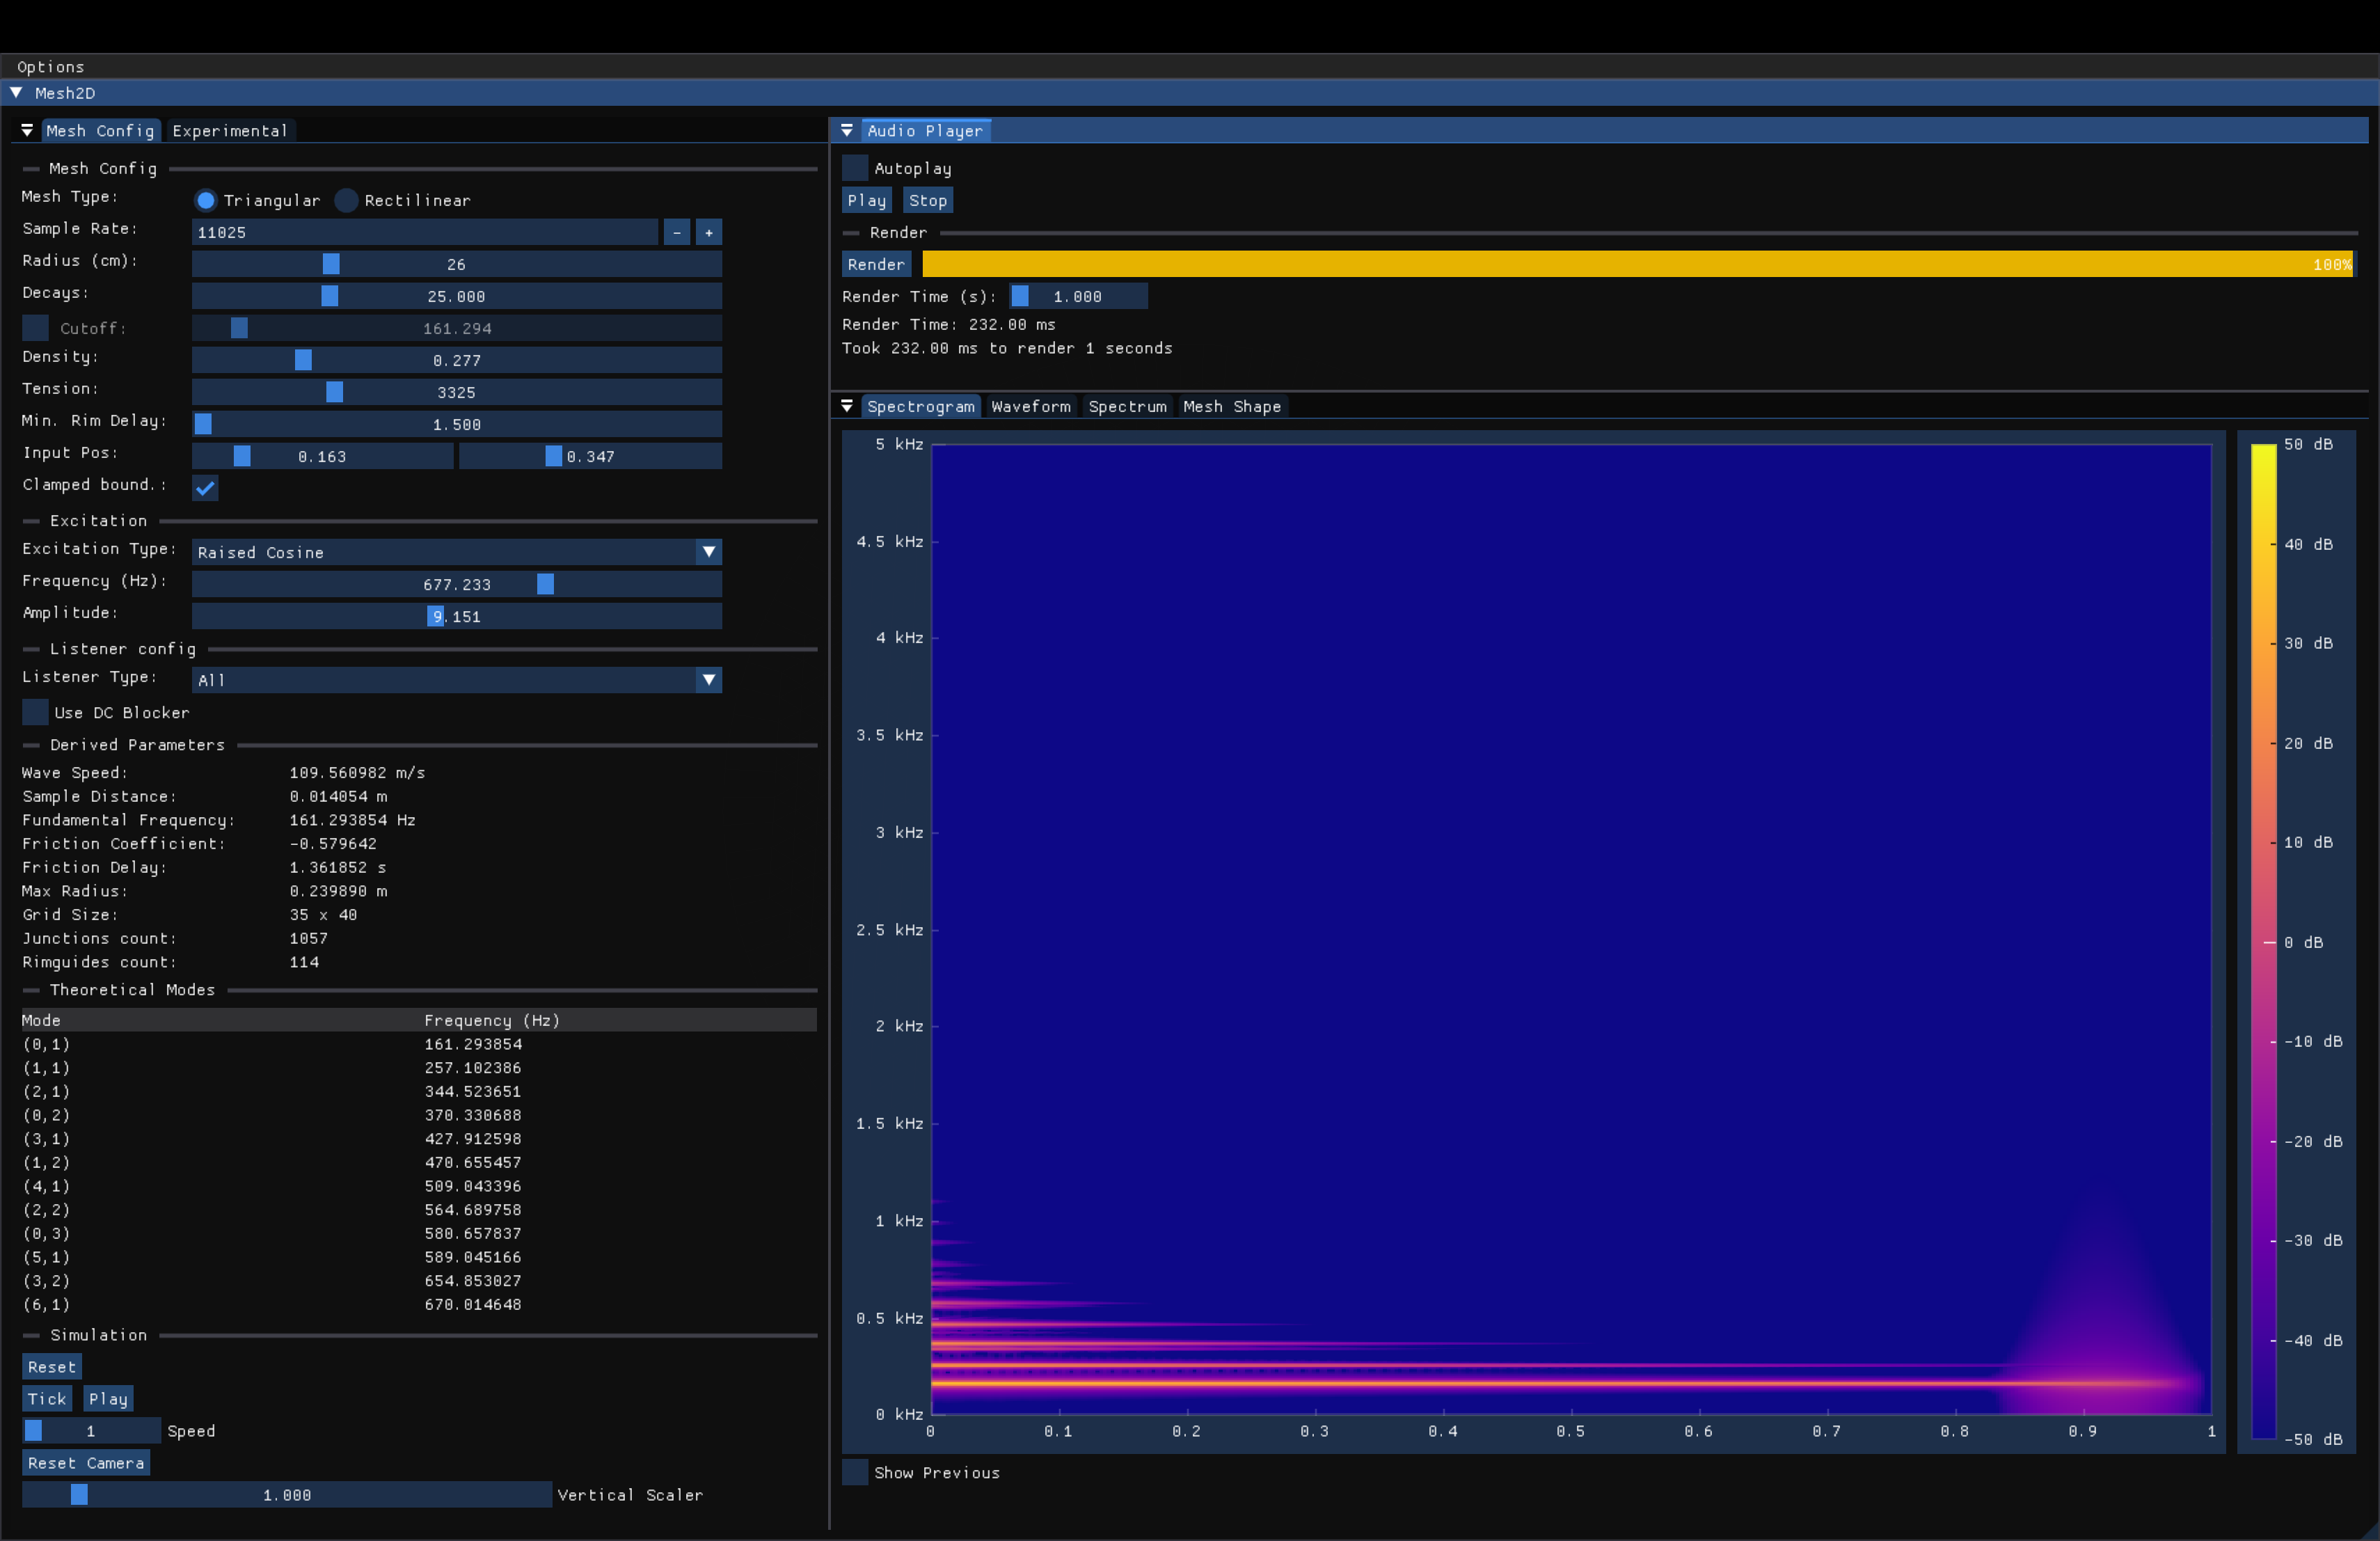 Options
Mesh2D
Mesh Config Experimental
Mesh Config
Mesh Type: Triangular Rectilinear
Sample Rate: 11025 - +
Radius (cm): 26
Decays: 25.000
Cutoff: 161.294
Density: 0.277
Tension: 3325
Min. Rim Delay: 1.500
Input Pos: 0.163 0.347
Clamped bound.:
Excitation
Excitation Type: Raised Cosine
Frequency (Hz): 677.233
Amplitude: 9.151
Listener config
Listener Type: All
Use DC Blocker
Derived Parameters
Wave Speed: 109.560982 m/s
Sample Distance: 0.014054 m
Fundamental Frequency: 161.293854 Hz
Friction Coefficient: -0.579642
Friction Delay: 1.361852 s
Max Radius: 0.239890 m
Grid Size: 35 x 40
Junctions count: 1057
Rimguides count: 114
Theoretical Modes
Mode Frequency (Hz)
(0,1) 161.293854
(1,1) 257.102386
(2,1) 344.523651
(0,2) 370.330688
(3,1) 427.912598
(1,2) 470.655457
(4,1) 509.043396
(2,2) 564.689758
(0,3) 580.657837
(5,1) 589.045166
(3,2) 654.853027
(6,1) 670.014648
Simulation
Reset
Tick Play
1 Speed
Reset Camera
1.000 Vertical Scaler
Audio Player
Autoplay
Play Stop
Render
Render 100%
Render Time (s): 1.000
Render Time: 232.00 ms
Took 232.00 ms to render 1 seconds
Spectrogram Waveform Spectrum Mesh Shape
5 kHz
4.5 kHz
4 kHz
3.5 kHz
3 kHz
2.5 kHz
2 kHz
1.5 kHz
1 kHz
0.5 kHz
0 kHz
0 0.1 0.2 0.3 0.4 0.5 0.6 0.7 0.8 0.9 1
50 dB
40 dB
30 dB
20 dB
10 dB
0 dB
-10 dB
-20 dB
-30 dB
-40 dB
-50 dB
Show Previous